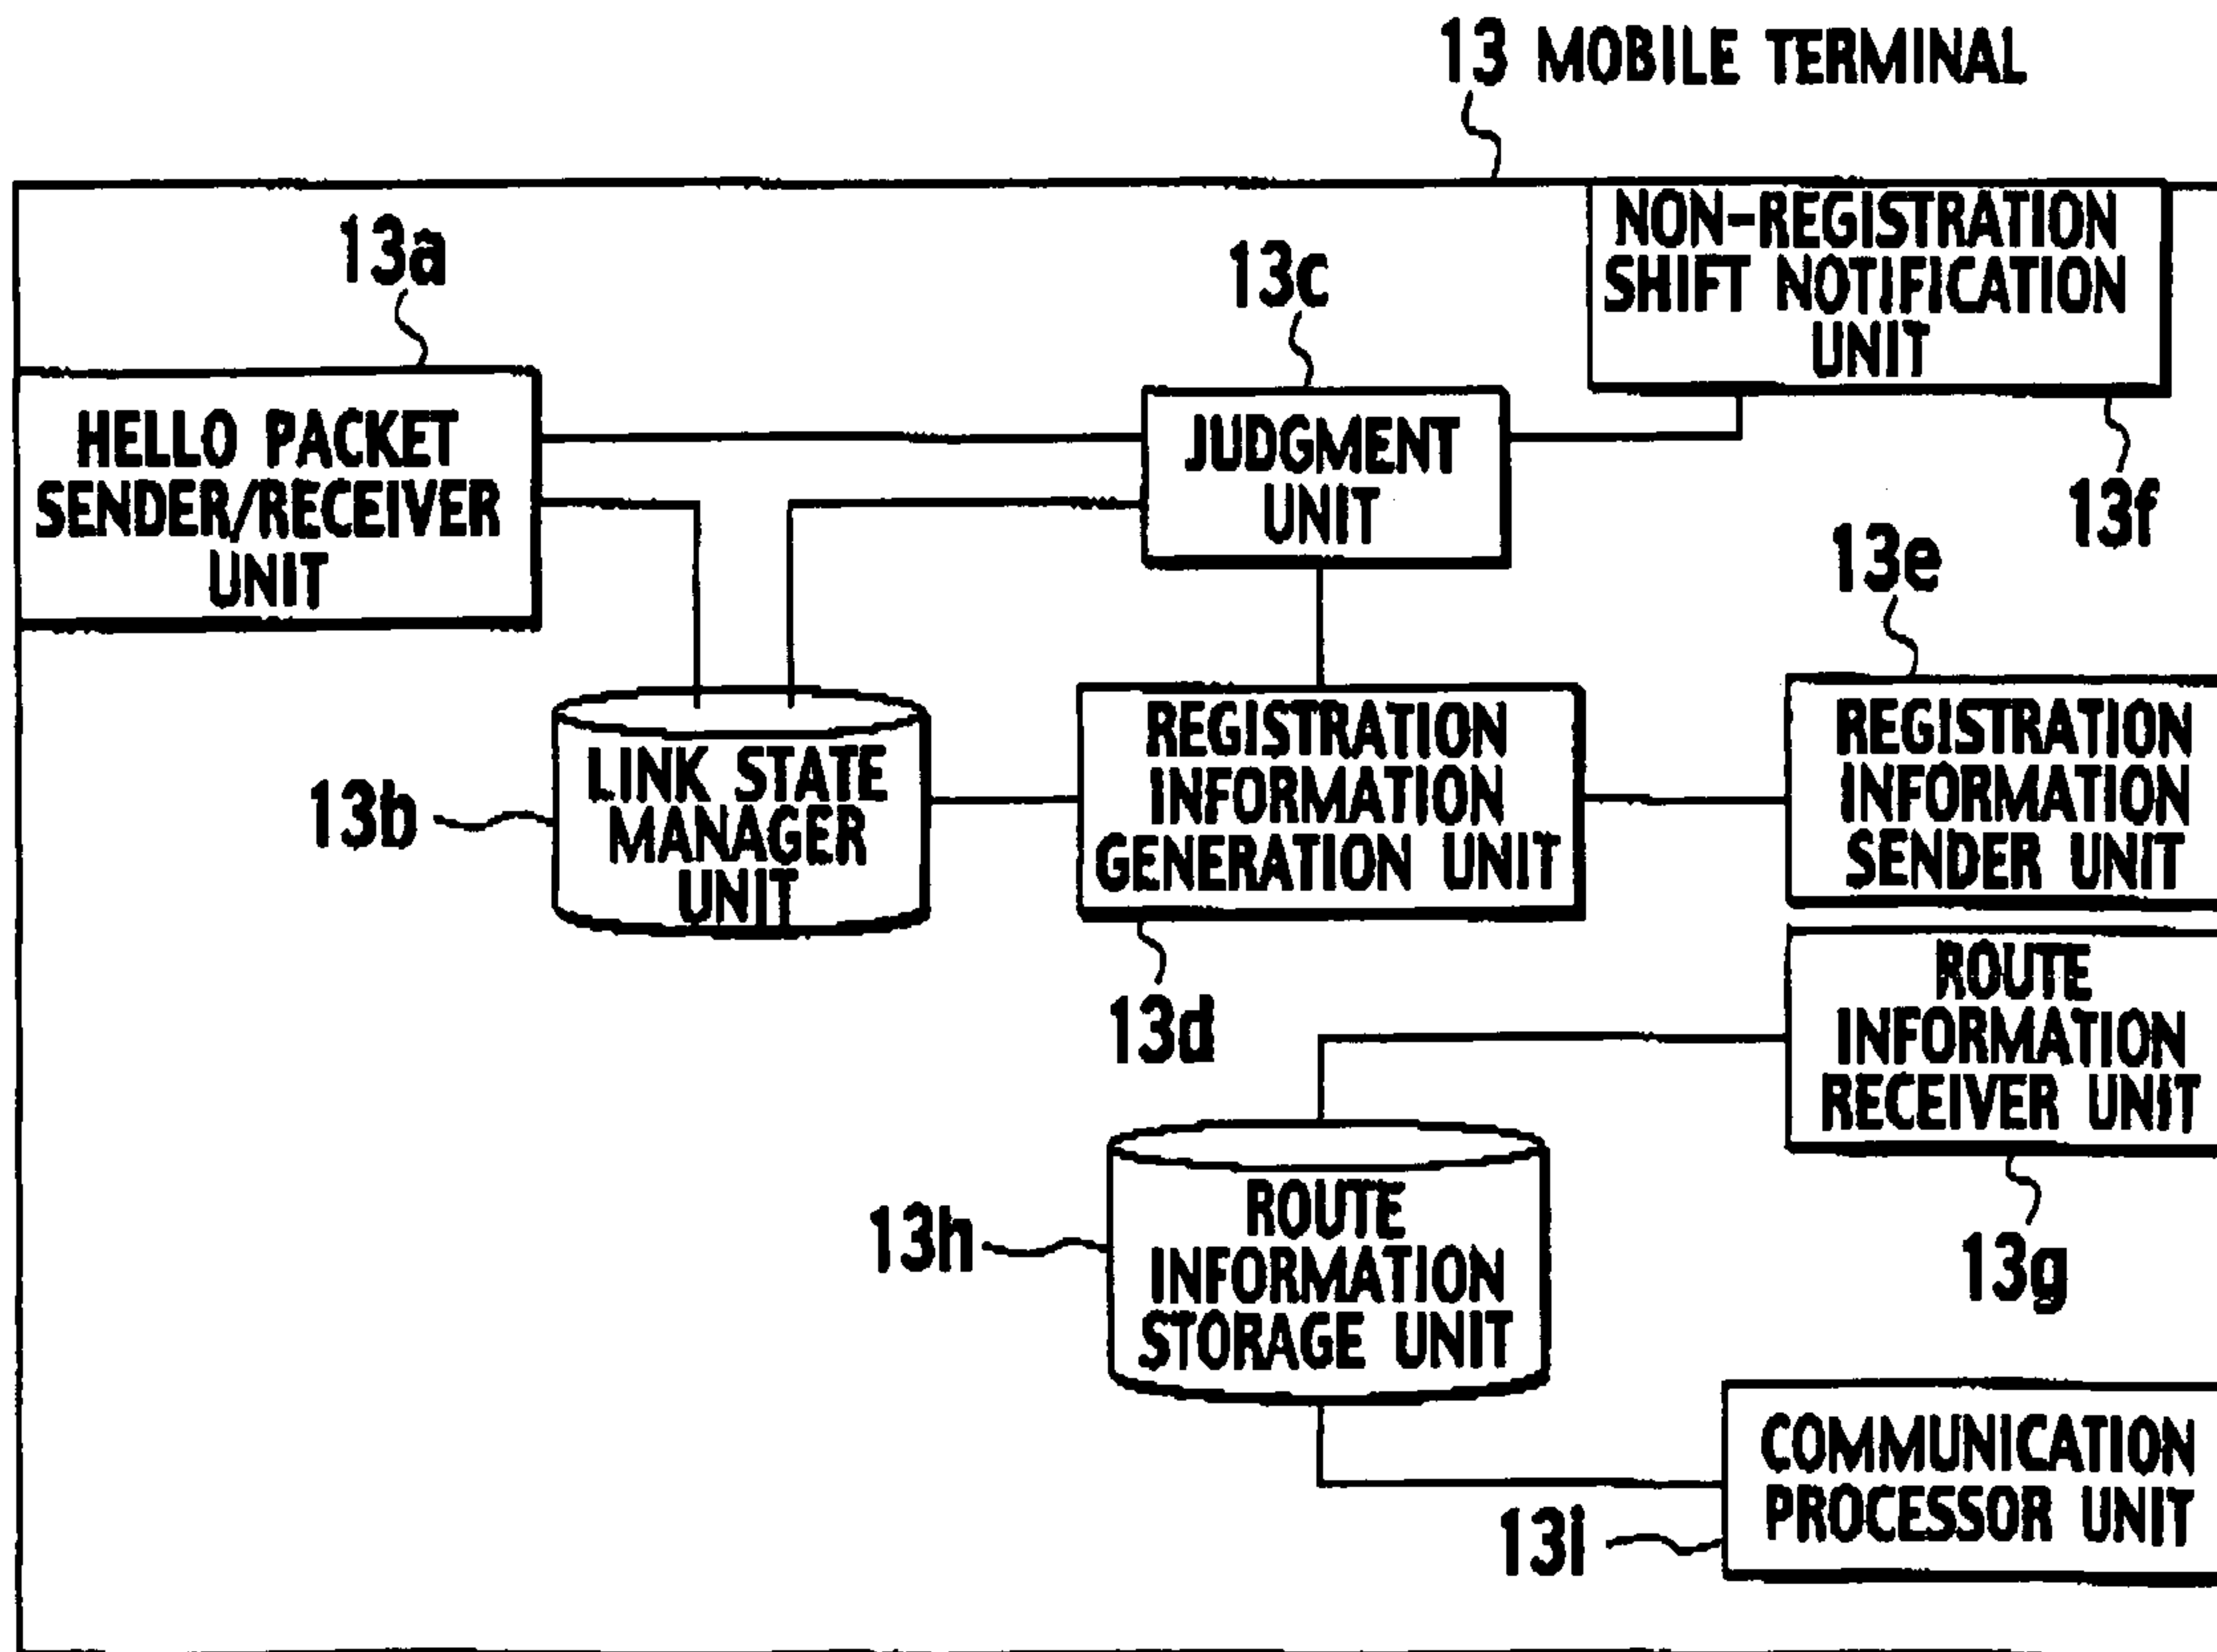 13 MOBILE TERMINAL
NON-REGISTRATION
SHIFT NOTIFICATION
UNIT
13a
13c
HELLO PACKET
SENDER/RECEIVER
UNIT
JUDGMENT
UNIT
13f
13e
LINK STATE
MANAGER
UNIT
13b
REGISTRATION
INFORMATION
GENERATION UNIT
REGISTRATION
INFORMATION
SENDER UNIT
13d
ROUTE
INFORMATION
RECEIVER UNIT
13h
ROUTE
INFORMATION
STORAGE UNIT
13g
COMMUNICATION
PROCESSOR UNIT
13i